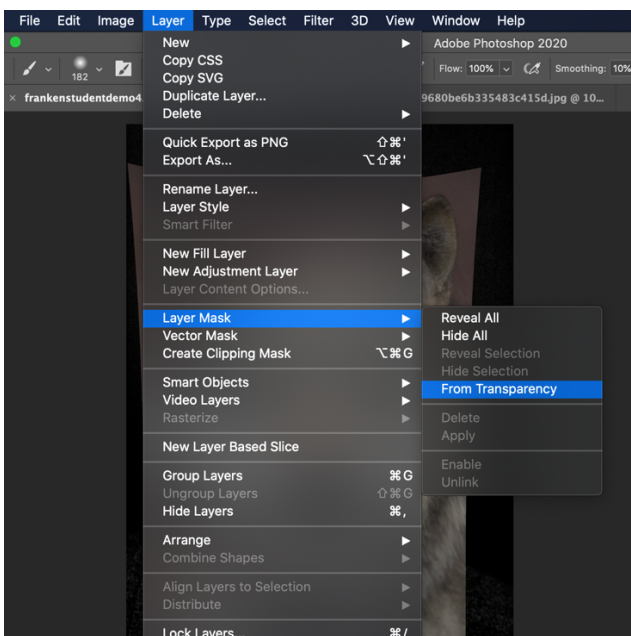 File Edit Image Layer Type Select Filter 3D View Window Help
Adobe Photoshop 2020
182 Flow: 100% Smoothing: 10%
× frankenstudentdemo4 9680be6b335483c415d.jpg @ 10...
New
Copy CSS
Copy SVG
Duplicate Layer...
Delete
Quick Export as PNG ⇧⌘'
Export As... ⌥⇧⌘'
Rename Layer...
Layer Style
Smart Filter
New Fill Layer
New Adjustment Layer
Layer Content Options...
Layer Mask
Vector Mask
Create Clipping Mask ⌥⌘G
Smart Objects
Video Layers
Rasterize
New Layer Based Slice
Group Layers ⌘G
Ungroup Layers ⇧⌘G
Hide Layers ⌘,
Arrange
Combine Shapes
Align Layers to Selection
Distribute
Lock Layers... ⌘/
Reveal All
Hide All
Reveal Selection
Hide Selection
From Transparency
Delete
Apply
Enable
Unlink